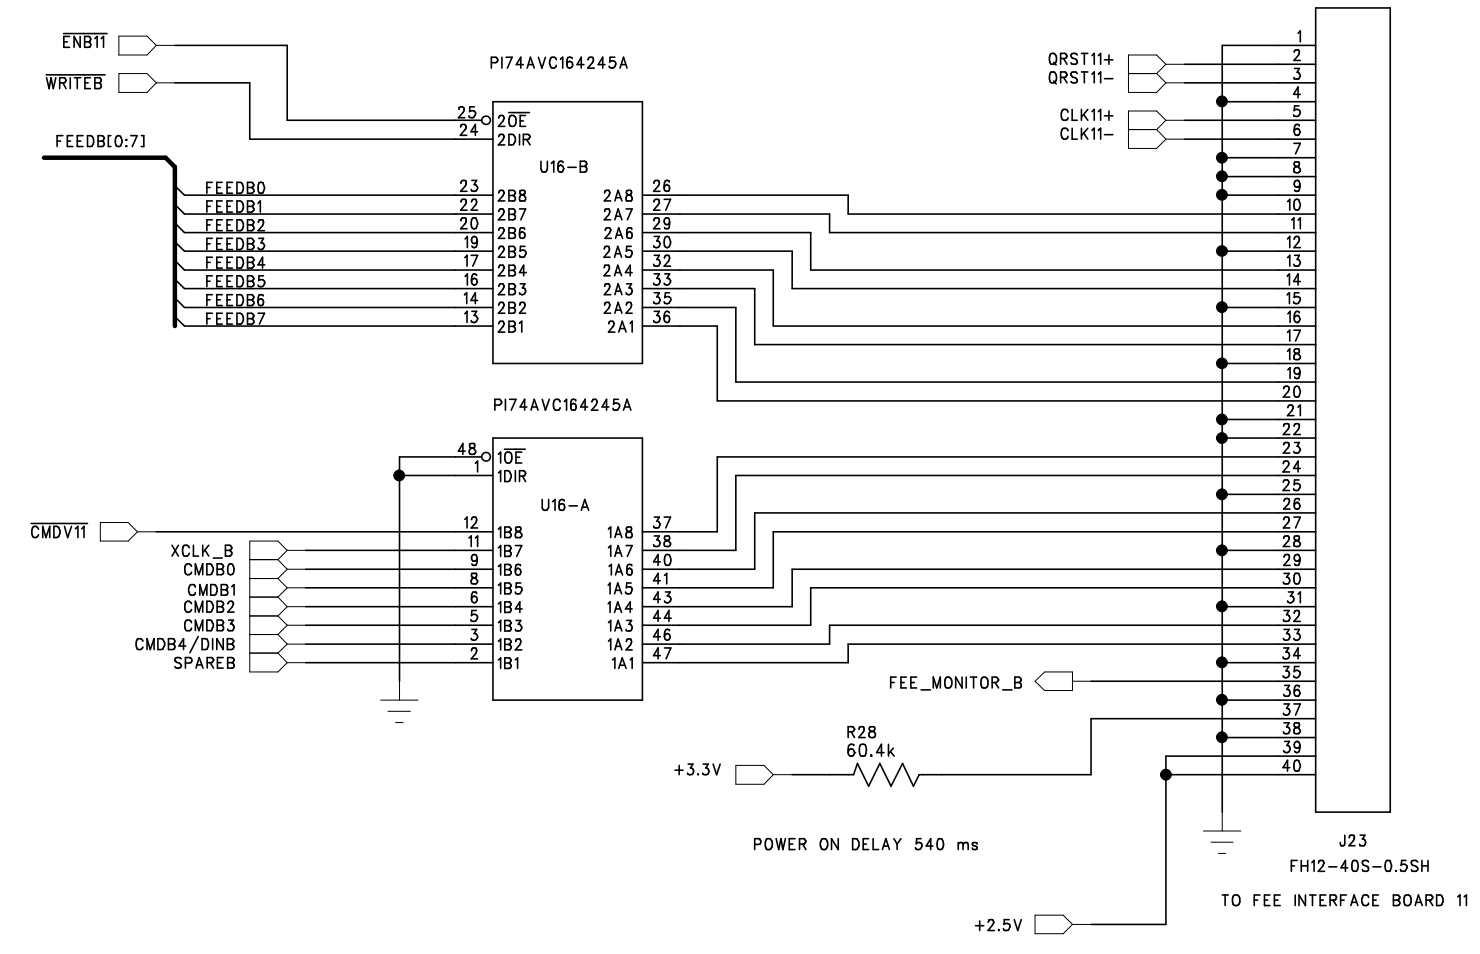 ENB11
WRITEB
FEEDB[0:7]
FEEDB0
FEEDB1
FEEDB2
FEEDB3
FEEDB4
FEEDB5
FEEDB6
FEEDB7
PI74AVC164245A
25 2OE
24 2DIR
U16-B
23 2B8 2A8 26
22 2B7 2A7 27
20 2B6 2A6 29
19 2B5 2A5 30
17 2B4 2A4 32
16 2B3 2A3 33
14 2B2 2A2 35
13 2B1 2A1 36
PI74AVC164245A
48 1OE
1 1DIR
U16-A
CMDV11 12 1B8 1A8 37
XCLK_B 11 1B7 1A7 38
CMDB0 9 1B6 1A6 40
CMDB1 8 1B5 1A5 41
CMDB2 6 1B4 1A4 43
CMDB3 5 1B3 1A3 44
CMDB4/DINB 3 1B2 1A2 46
SPAREB 2 1B1 1A1 47
1
QRST11+ 2
QRST11- 3
4
CLK11+ 5
CLK11- 6
7
8
9
10
11
12
13
14
15
16
17
18
19
20
21
22
23
24
25
26
27
28
29
30
31
32
33
34
FEE_MONITOR_B 35
36
37
38
39
40
R28
60.4k
+3.3V
POWER ON DELAY 540 ms
J23
FH12-40S-0.5SH
TO FEE INTERFACE BOARD 11
+2.5V